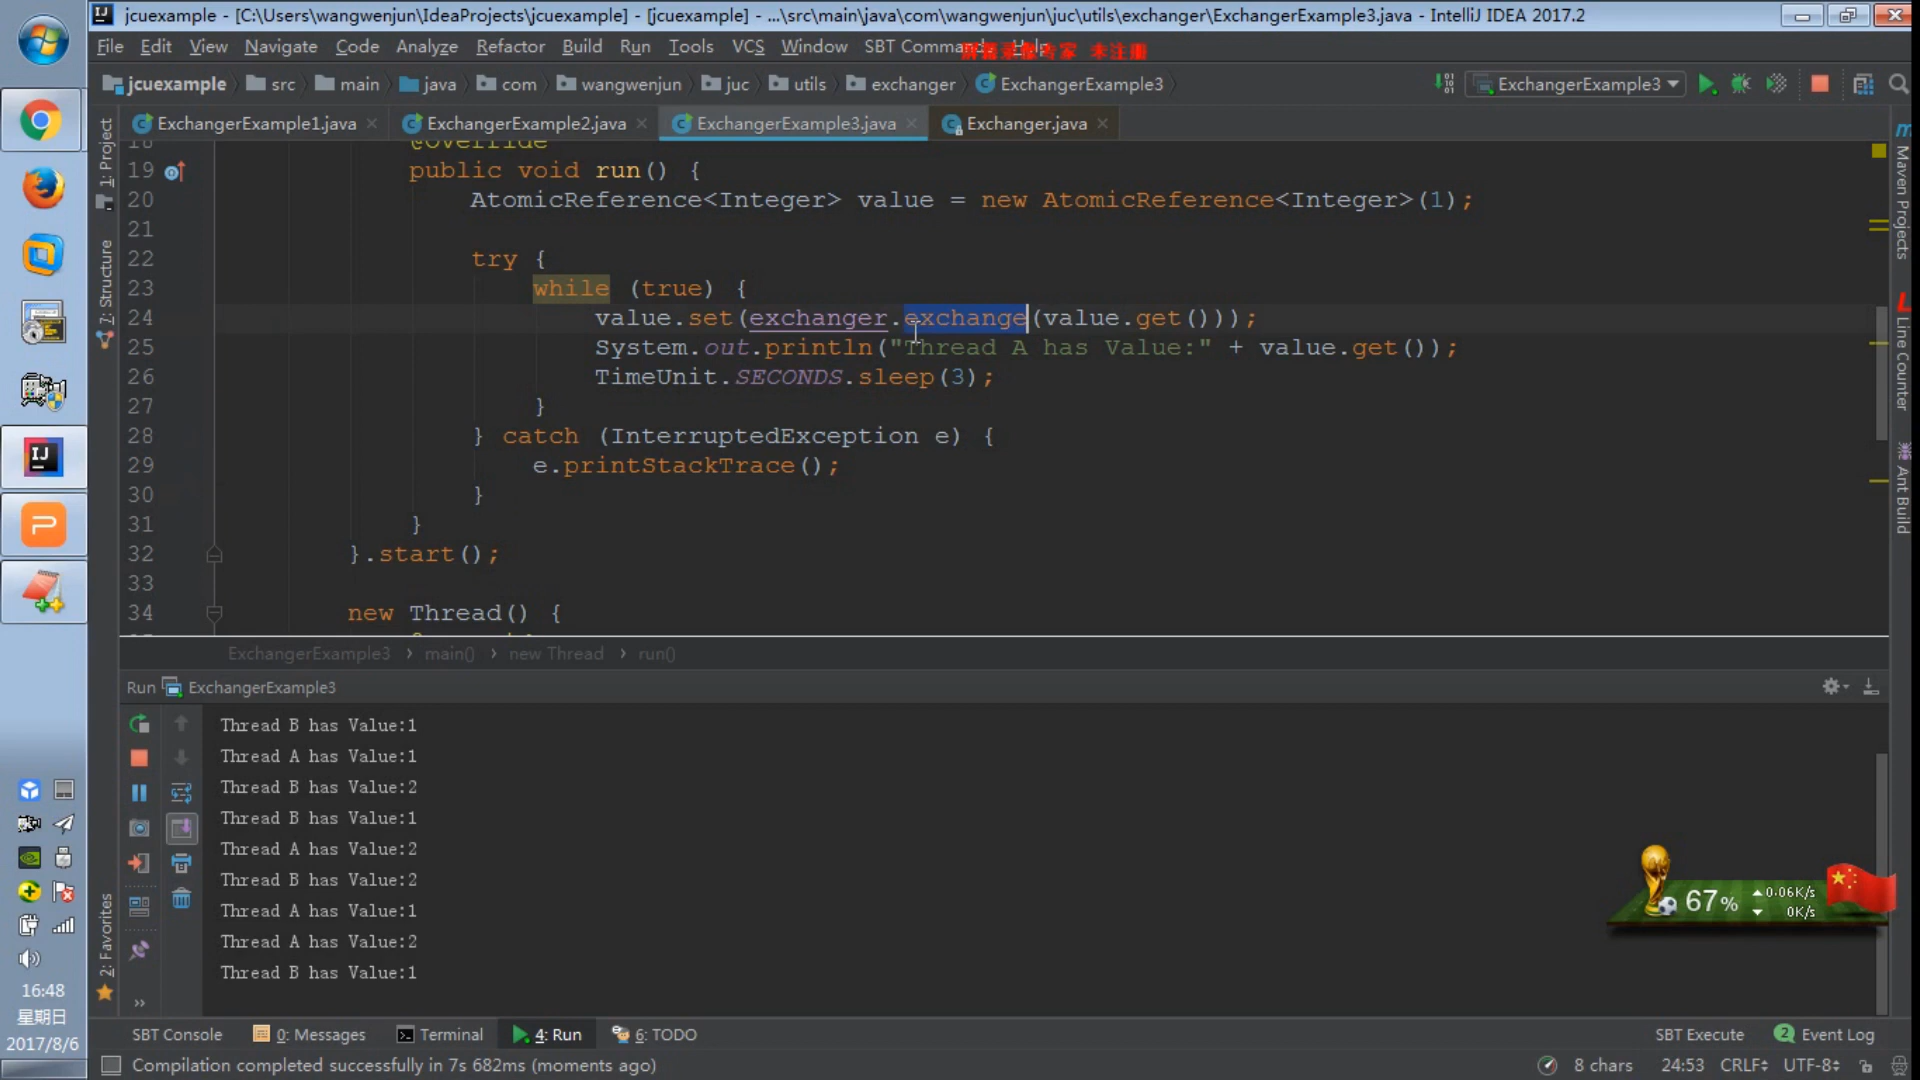 jcuexample - [C:\Users\wangwenjun\IdeaProjects\jcuexample] - [jcuexample] - ...\src\main\java\com\wangwenjun\juc\utils\exchanger\ExchangerExample3.java - IntelliJ IDEA 2017.2
File Edit View Navigate Code Analyze Refactor Build Run Tools VCS Window SBT Command Help
未注册
jcuexample src main java com wangwenjun juc utils exchanger ExchangerExample3
ExchangerExample3
ExchangerExample1.java ExchangerExample2.java ExchangerExample3.java Exchanger.java
18 @Override
19 public void run() {
20 AtomicReference<Integer> value = new AtomicReference<Integer>(1);
21
22 try {
23 while (true) {
24 value.set(exchanger.exchange(value.get()));
25 System.out.println("Thread A has Value:" + value.get());
26 TimeUnit.SECONDS.sleep(3);
27 }
28 } catch (InterruptedException e) {
29 e.printStackTrace();
30 }
31 }
32 }.start();
33
34 new Thread() {
ExchangerExample3 › main() › new Thread › run()
Run ExchangerExample3
Thread B has Value:1
Thread A has Value:1
Thread B has Value:2
Thread B has Value:1
Thread A has Value:2
Thread B has Value:2
Thread A has Value:1
Thread A has Value:2
Thread B has Value:1
1: Project
7: Structure
2: Favorites
Maven Projects
Line Counter
Ant Build
67%
0.06K/s
0K/s
SBT Console 0: Messages Terminal 4: Run 6: TODO
SBT Execute 2 Event Log
Compilation completed successfully in 7s 682ms (moments ago)
8 chars 24:53 CRLF UTF-8
16:48
星期日
2017/8/6